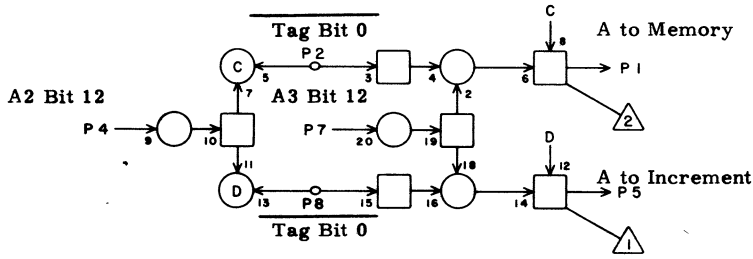 Tag Bit 0
C
A to Memory
P2
8
C
5
3
4
6
P1
7
2
A2 Bit 12
A3 Bit 12
P4
9
10
P7
20
19
2
11
18
D
12
A to Increment
D
13
P8
15
16
14
P5
Tag Bit 0
1